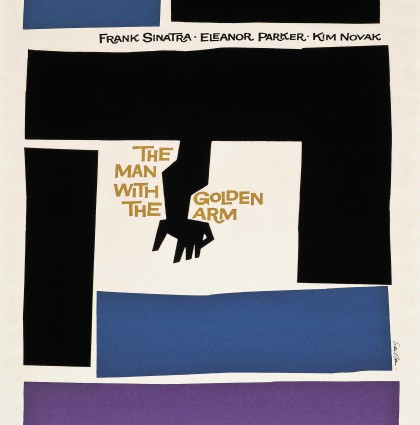 FRANK SINATRA · ELEANOR PARKER · KIM NOVAK
THE
MAN
WITH
THE
GOLDEN
ARM